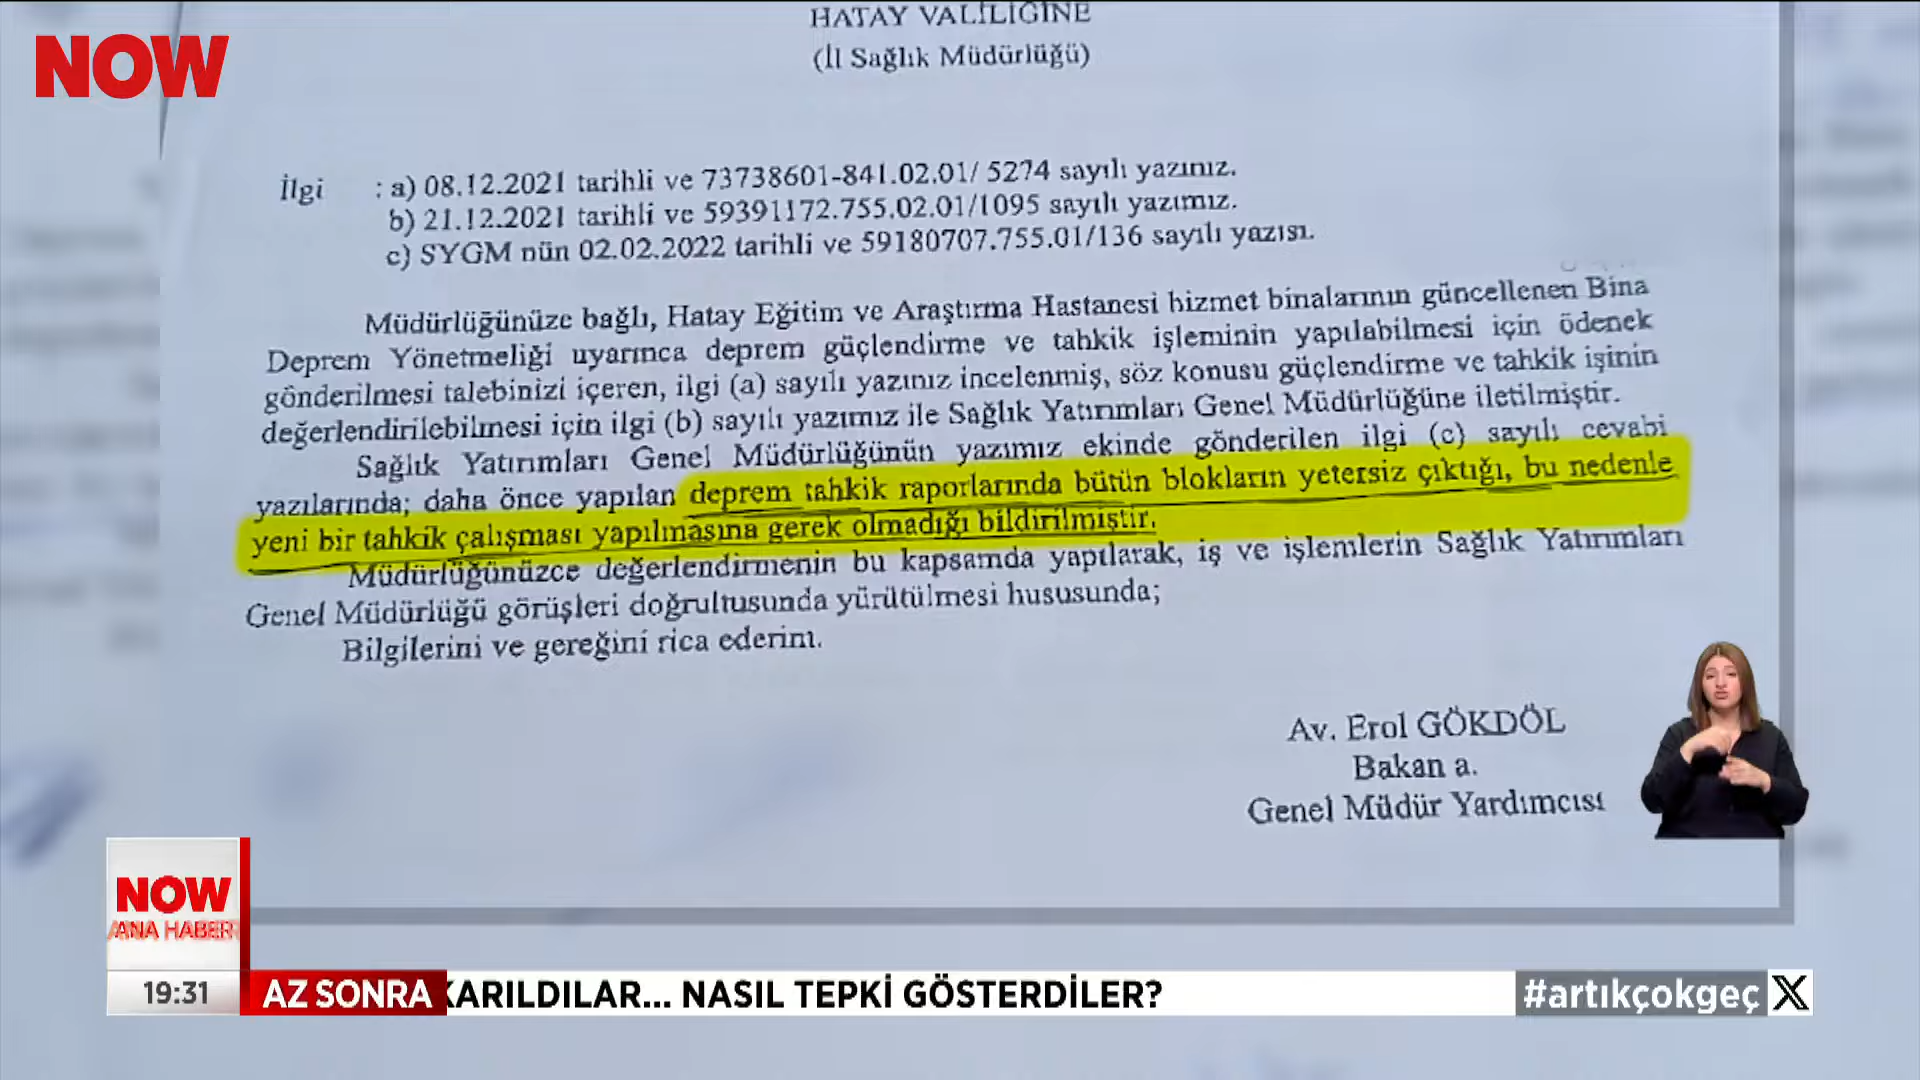 HATAY VALİLİĞİNE
NOW
(İl Sağlık Müdürlüğü)
İlgi : a) 08.12.2021 tarihli ve 73738601-841.02.01/ 5274 sayılı yazınız.
b) 21.12.2021 tarihli ve 59391172.755.02.01/1095 sayılı yazımız.
c) SYGM nün 02.02.2022 tarihli ve 59180707.755.01/136 sayılı yazısı.
Müdürlüğünüze bağlı, Hatay Eğitim ve Araştırma Hastanesi hizmet binalarının güncellenen Bina
Deprem Yönetmeliği uyarınca deprem güçlendirme ve tahkik işleminin yapılabilmesi için ödenek
gönderilmesi talebinizi içeren, ilgi (a) sayılı yazınız incelenmiş, söz konusu güçlendirme ve tahkik işinin
değerlendirilebilmesi için ilgi (b) sayılı yazımız ile Sağlık Yatırımları Genel Müdürlüğüne iletilmiştir.
Sağlık Yatırımları Genel Müdürlüğünün yazımız ekinde gönderilen ilgi (c) sayılı cevabi
yazılarında; daha önce yapılan deprem tahkik raporlarında bütün blokların yetersiz çıktığı, bu nedenle
yeni bir tahkik çalışması yapılmasına gerek olmadığı bildirilmiştir.
Müdürlüğünüzce değerlendirmenin bu kapsamda yapılarak, iş ve işlemlerin Sağlık Yatırımları
Genel Müdürlüğü görüşleri doğrultusunda yürütülmesi hususunda;
Bilgilerini ve gereğini rica ederim.
Av. Erol GÖKDÖL
Bakan a.
Genel Müdür Yardımcısı
NOW
ANA HABER
19:31 AZ SONRA KARILDILAR... NASIL TEPKİ GÖSTERDİLER? #artıkçokgeç X